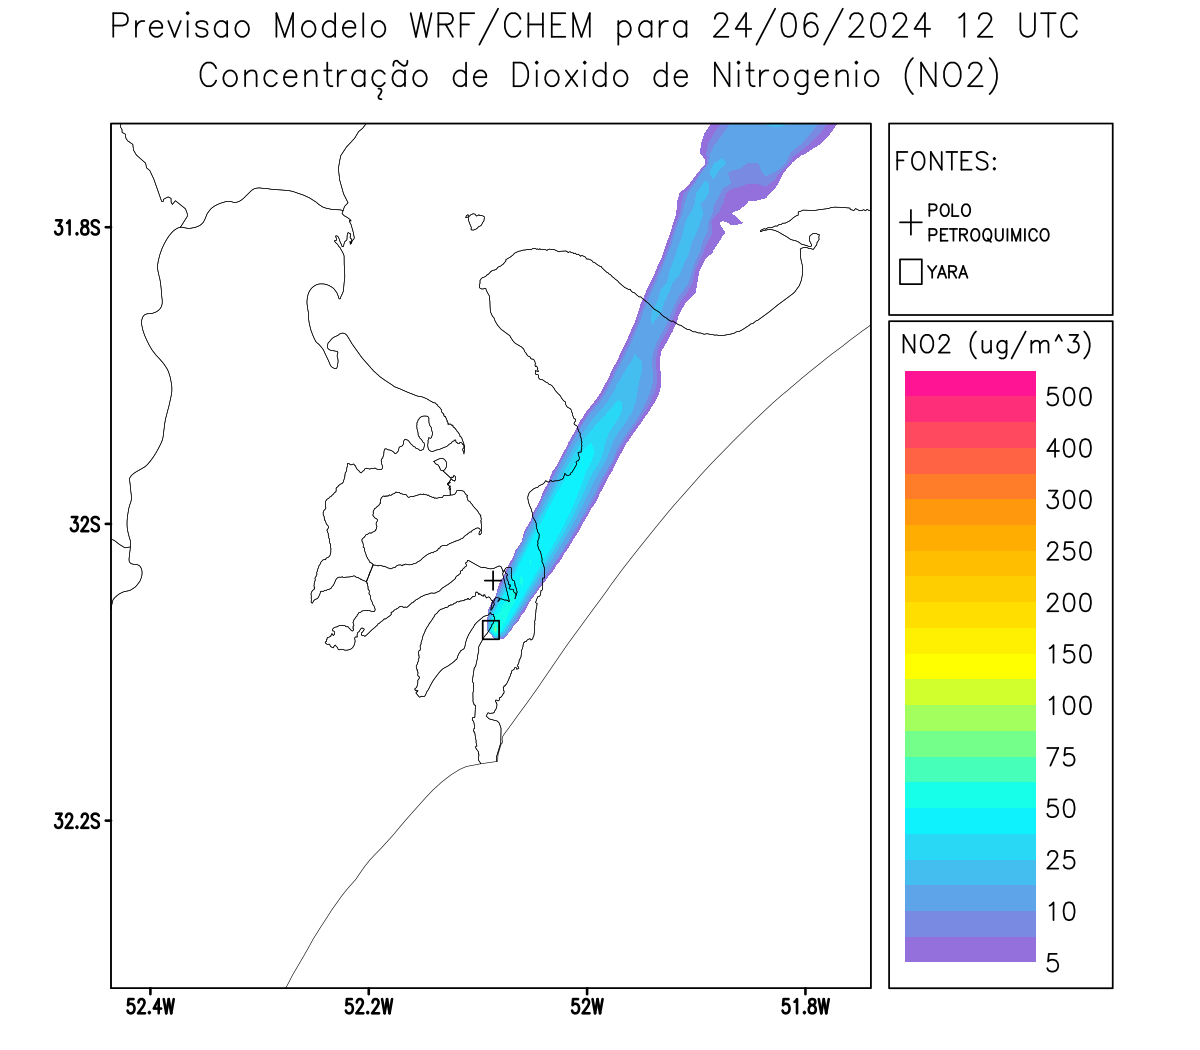 Previsao Modelo WRF/CHEM para 24/06/2024 12 UTC
Concentração de Dioxido de Nitrogenio (NO2)
FONTES:
POLO
PETROQUIMICO
YARA
NO2 (ug/m^3)
500
400
300
250
200
150
100
75
50
25
10
5
31.8S
32S
32.2S
52.4W
52.2W
52W
51.8W